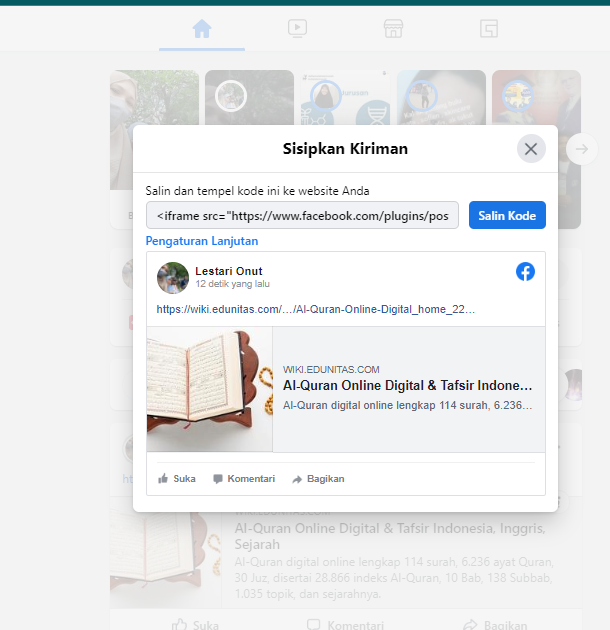 Sisipkan Kiriman
Salin dan tempel kode ini ke website Anda
<iframe src="https://www.facebook.com/plugins/pos
Salin Kode
Pengaturan Lanjutan
Lestari Onut
12 detik yang lalu
https://wiki.edunitas.com/…/Al-Quran-Online-Digital_home_22…
WIKI.EDUNITAS.COM
Al-Quran Online Digital & Tafsir Indone…
Al-Quran digital online lengkap 114 surah, 6.236…
Suka
Komentari
Bagikan
WIKI.EDUNITAS.COM
Al-Quran Online Digital & Tafsir Indonesia, Inggris,
Sejarah
Al-Quran digital online lengkap 114 surah, 6.236 ayat Quran,
30 Juz, disertai 28.866 indeks Al-Quran, 10 Bab, 138 Subbab,
1.035 topik, dan sejarahnya.
Suka
Komentari
Bagikan